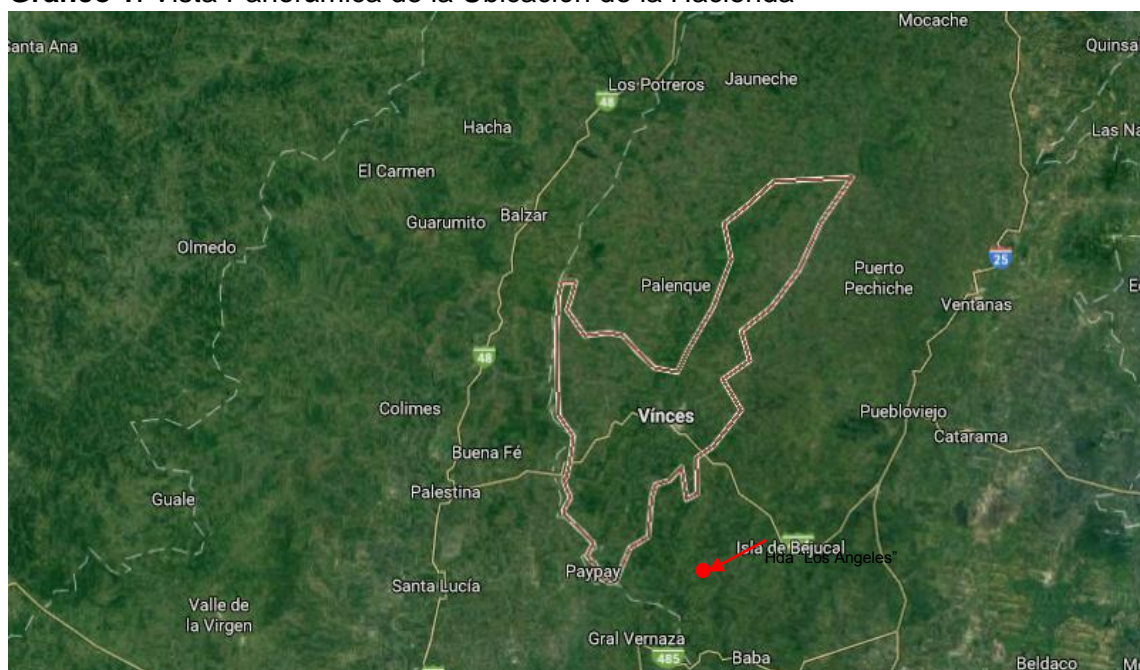 Gráfico 1. Vista Panorámica de la Ubicación de la Hacienda
Mocache
Santa Ana
Quinsa
Los Potreros
Jauneche
48
Hacha
Las Na
El Carmen
Guarumito
Balzar
Olmedo
25
Puerto
Pechiche
Palenque
Ventanas
48
Colimes
Vinces
Puebloviejo
Catarama
Buena Fé
Palestina
Guale
Isla de Bejucal
Hda "Los Angeles"
Paypay
Santa Lucía
Valle de
la Virgen
Gral Vernaza
485
Baba
Beldaco